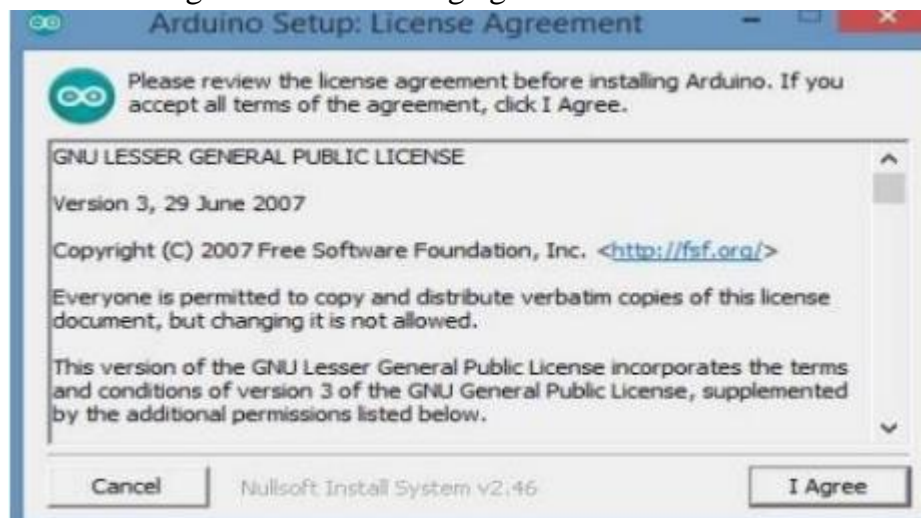 Arduino Setup: License Agreement
Please review the license agreement before installing Arduino. If you
accept all terms of the agreement, click I Agree.
GNU LESSER GENERAL PUBLIC LICENSE
Version 3, 29 June 2007
Copyright (C) 2007 Free Software Foundation, Inc. <http://fsf.org/>
Everyone is permitted to copy and distribute verbatim copies of this license
document, but changing it is not allowed.
This version of the GNU Lesser General Public License incorporates the terms
and conditions of version 3 of the GNU General Public License, supplemented
by the additional permissions listed below.
Cancel Nullsoft Install System v2.46 I Agree